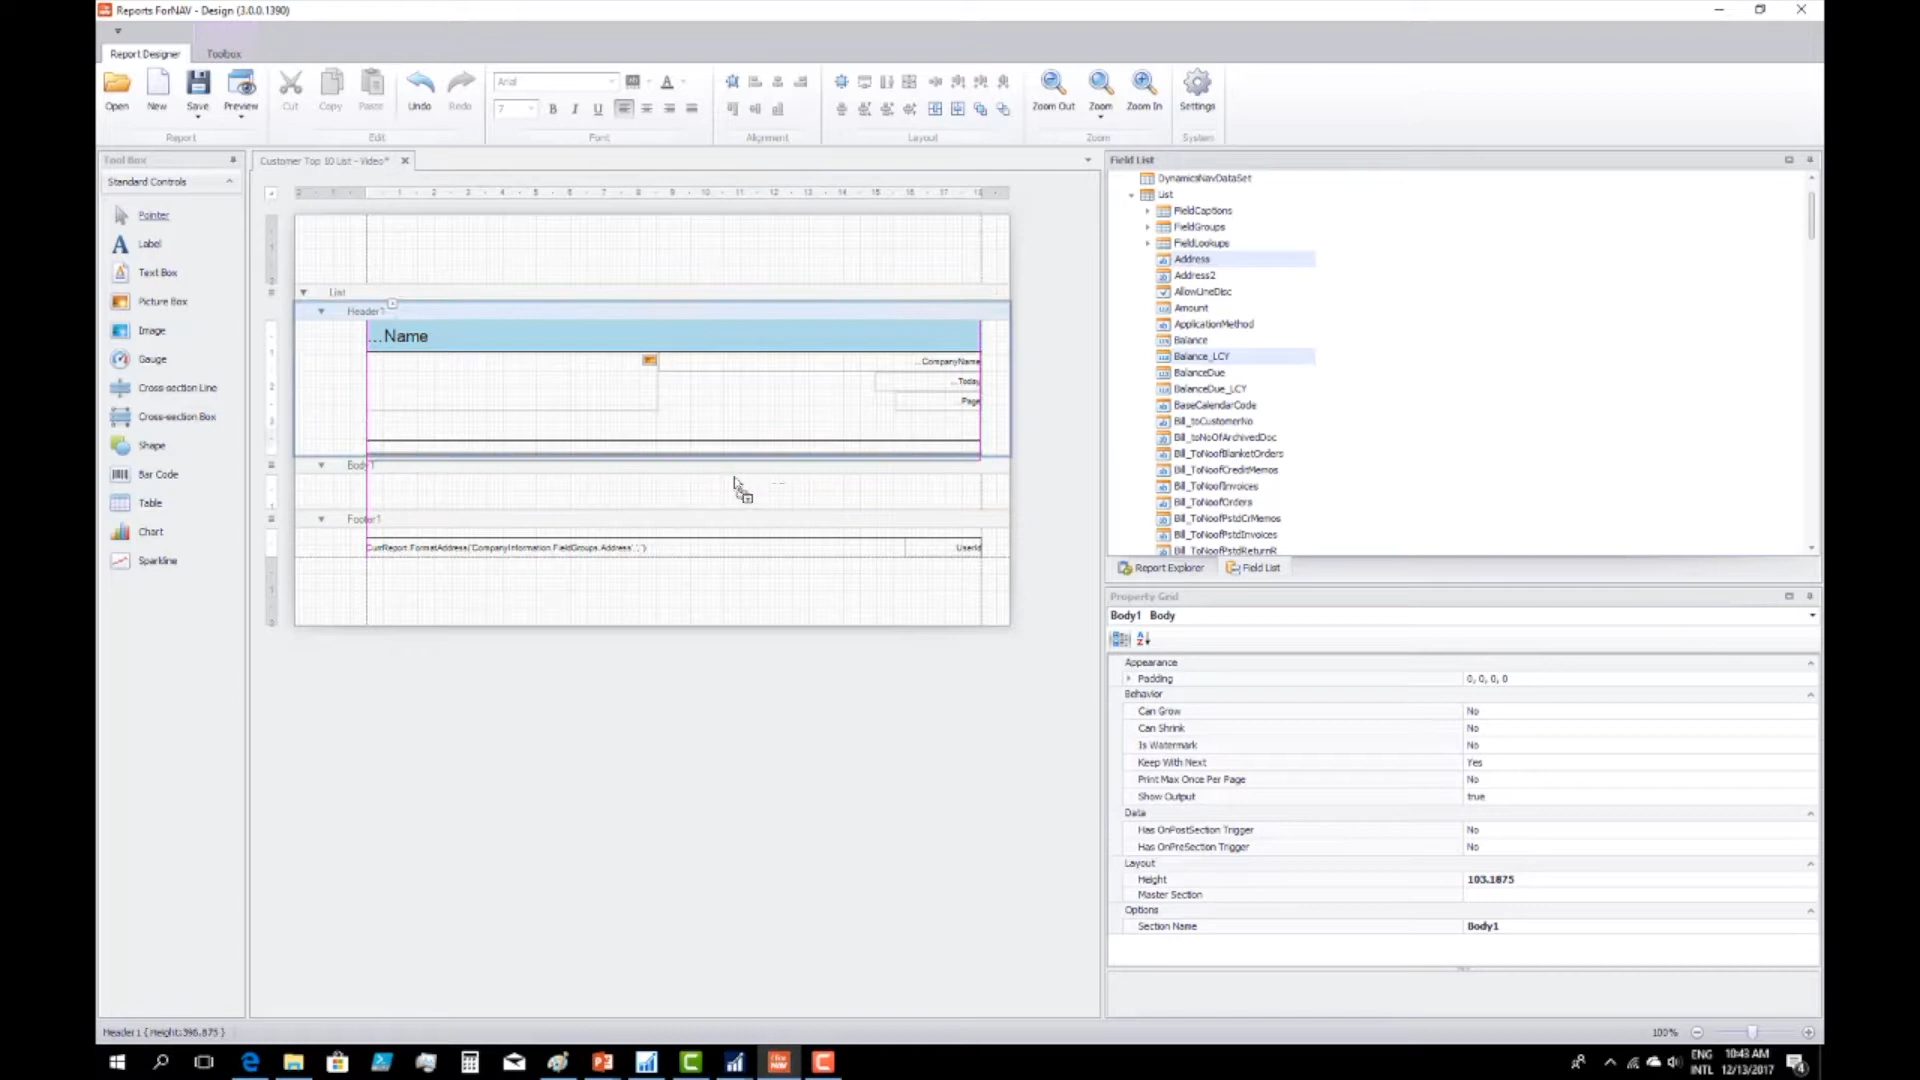 Reports ForNAV - Design (3.0.0.1390)
Report Designer
Toolbox
Open
New
Save
Preview
Cut
Copy
Paste
Undo
Redo
Arial
7
B I U
Zoom Out
Zoom
Zoom In
Settings
Report
Edit
Font
Alignment
Layout
Zoom
System
Tool Box
Standard Controls
Pointer
Label
Text Box
Picture Box
Image
Gauge
Cross-section Line
Cross-section Box
Shape
Bar Code
Table
Chart
Sparkline
Customer Top 10 List - Video*
List
Header1
...Name
...CompanyName
...Today
Page
Body1
Footer1
CurrReport.FormatAddress('CompanyInformation.FieldGroups.Address',',')
UserId
Field List
DynamicsNavDataSet
List
FieldCaptions
FieldGroups
FieldLookups
Address
Address2
AllowLineDisc
Amount
ApplicationMethod
Balance
Balance_LCY
BalanceDue
BalanceDue_LCY
BaseCalendarCode
Bill_toCustomerNo
Bill_toNoOfArchivedDoc
Bill_ToNoofBlanketOrders
Bill_ToNoofCreditMemos
Bill_ToNoofInvoices
Bill_ToNoofOrders
Bill_ToNoofPstdCrMemos
Bill_ToNoofPstdInvoices
Bill_ToNoofPstdReturnR
Report Explorer
Field List
Property Grid
Body1 Body
Appearance
Padding 0, 0, 0, 0
Behavior
Can Grow No
Can Shrink No
Is Watermark No
Keep With Next Yes
Print Max Once Per Page No
Show Output true
Data
Has OnPostSection Trigger No
Has OnPreSection Trigger No
Layout
Height 103.1875
Master Section
Options
Section Name Body1
Header1 { Height:396.875 }
100%
ENG
INTL
10:43 AM
12/13/2017